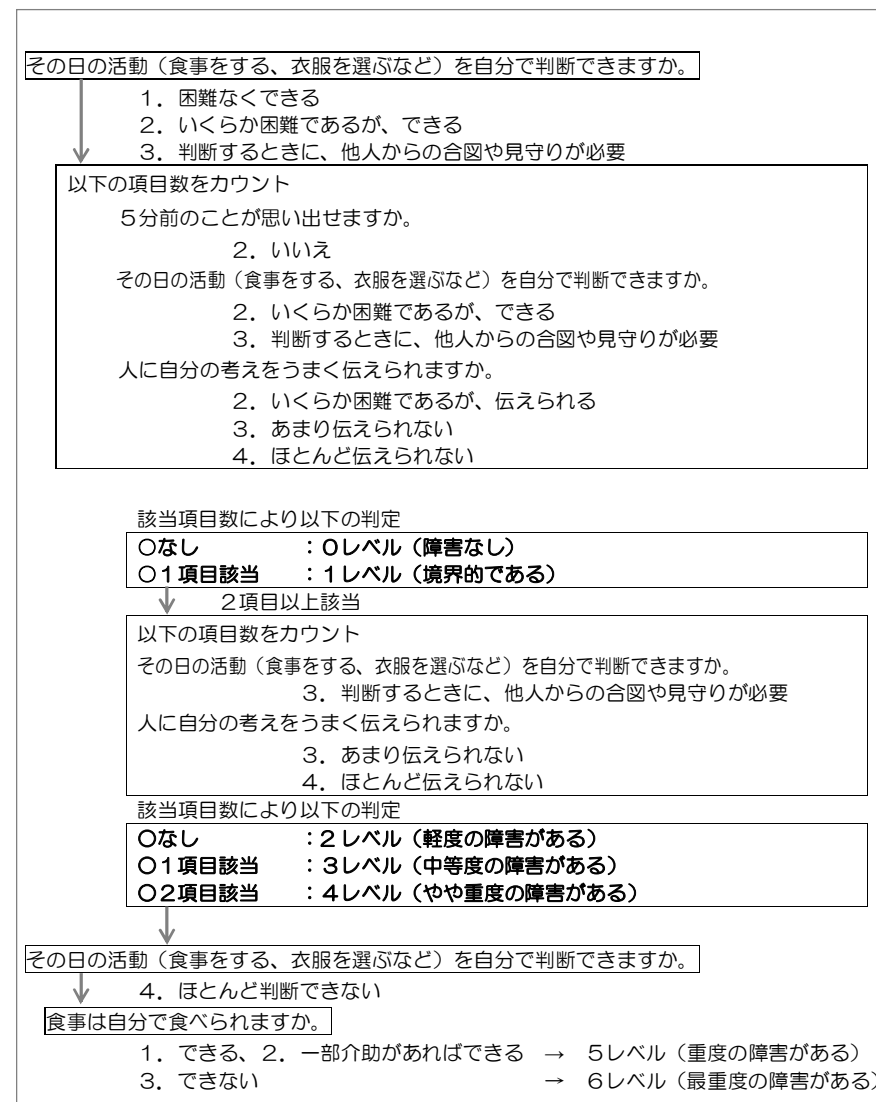 その日の活動（食事をする、衣服を選ぶなど）を自分で判断できますか。
１．困難なくできる
２．いくらか困難であるが、できる
３．判断するときに、他人からの合図や見守りが必要
以下の項目数をカウント
５分前のことが思い出せますか。
２．いいえ
その日の活動（食事をする、衣服を選ぶなど）を自分で判断できますか。
２．いくらか困難であるが、できる
３．判断するときに、他人からの合図や見守りが必要
人に自分の考えをうまく伝えられますか。
２．いくらか困難であるが、伝えられる
３．あまり伝えられない
４．ほとんど伝えられない
該当項目数により以下の判定
○なし　：０レベル（障害なし）
○１項目該当　：１レベル（境界的である）
２項目以上該当
以下の項目数をカウント
その日の活動（食事をする、衣服を選ぶなど）を自分で判断できますか。
３．判断するときに、他人からの合図や見守りが必要
人に自分の考えをうまく伝えられますか。
３．あまり伝えられない
４．ほとんど伝えられない
該当項目数により以下の判定
○なし　：２レベル（軽度の障害がある）
○１項目該当　：３レベル（中等度の障害がある）
○２項目該当　：４レベル（やや重度の障害がある）
その日の活動（食事をする、衣服を選ぶなど）を自分で判断できますか。
４．ほとんど判断できない
食事は自分で食べられますか。
１．できる、２．一部介助があればできる　→　５レベル（重度の障害がある）
３．できない　→　６レベル（最重度の障害がある）